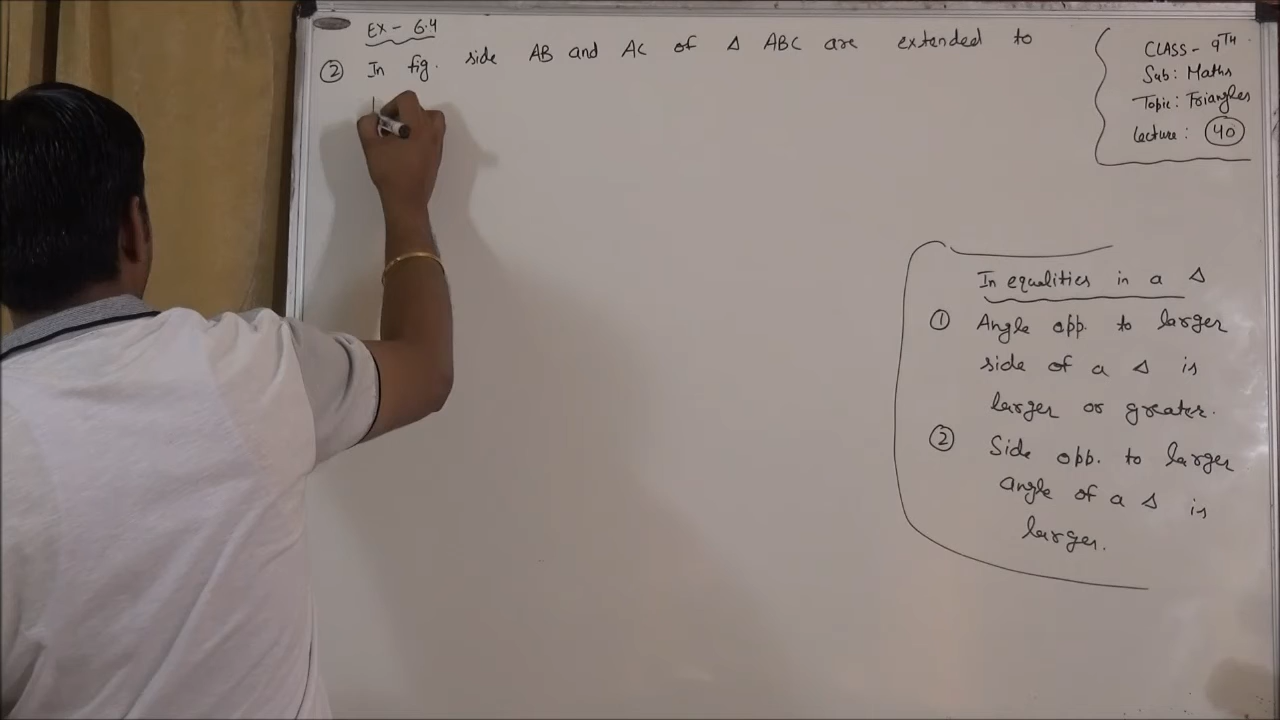 Ex - 6.4
② In fig. side AB and AC of Δ ABC are extended to
CLASS - 9TH
Sub: Maths
Topic: Triangles
Lecture: 40
In equalities in a Δ
① Angle opp. to larger
side of a Δ is
larger or greater.
② Side opp. to larger
angle of a Δ is
larger.